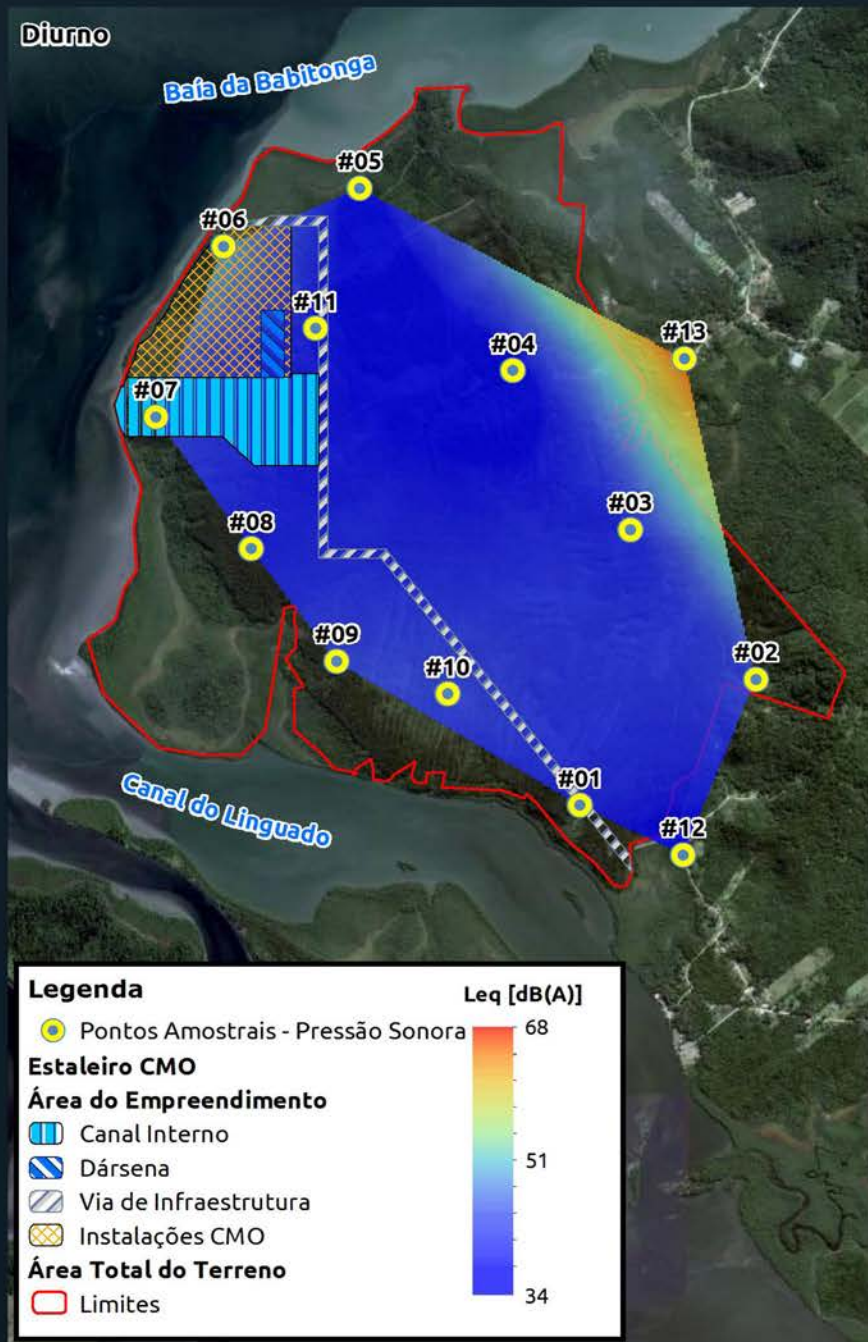 Diurno
Baía da Babitonga
#05
#06
#11
#13
#04
#07
#03
#08
#09
#10
#02
#01
#12
Canal do Linguado
Legenda
Leq [dB(A)]
Pontos Amostrais - Pressão Sonora
68
Estaleiro CMO
Área do Empreendimento
Canal Interno
Dársena
51
Via de Infraestrutura
Instalações CMO
Área Total do Terreno
34
Limites